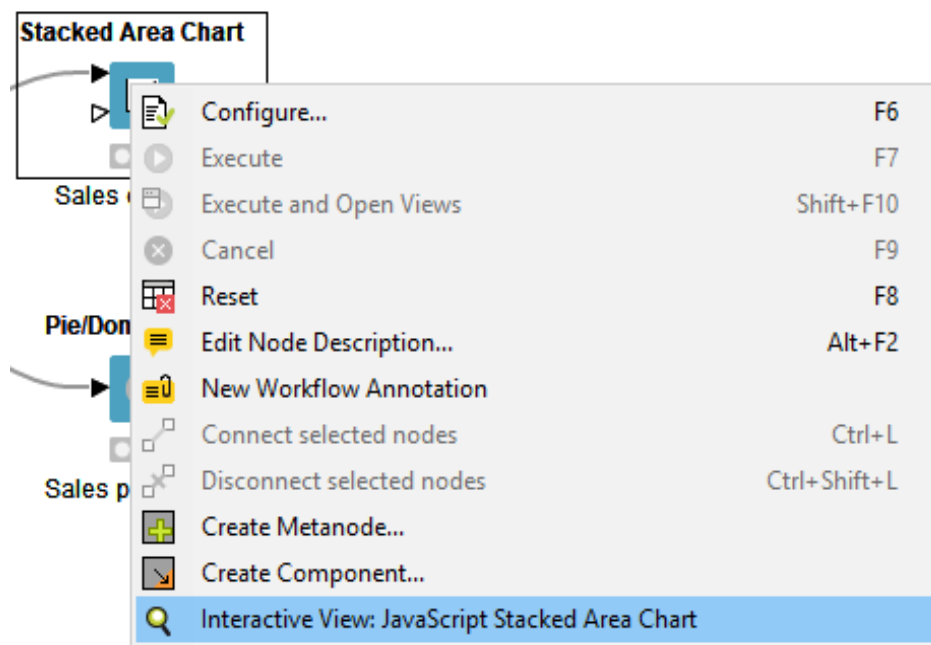 Stacked Area Chart
Configure... F6
Execute F7
Sales
Execute and Open Views Shift+F10
Cancel F9
Reset F8
Pie/Don
Edit Node Description... Alt+F2
New Workflow Annotation
Connect selected nodes Ctrl+L
Sales p
Disconnect selected nodes Ctrl+Shift+L
Create Metanode...
Create Component...
Interactive View: JavaScript Stacked Area Chart